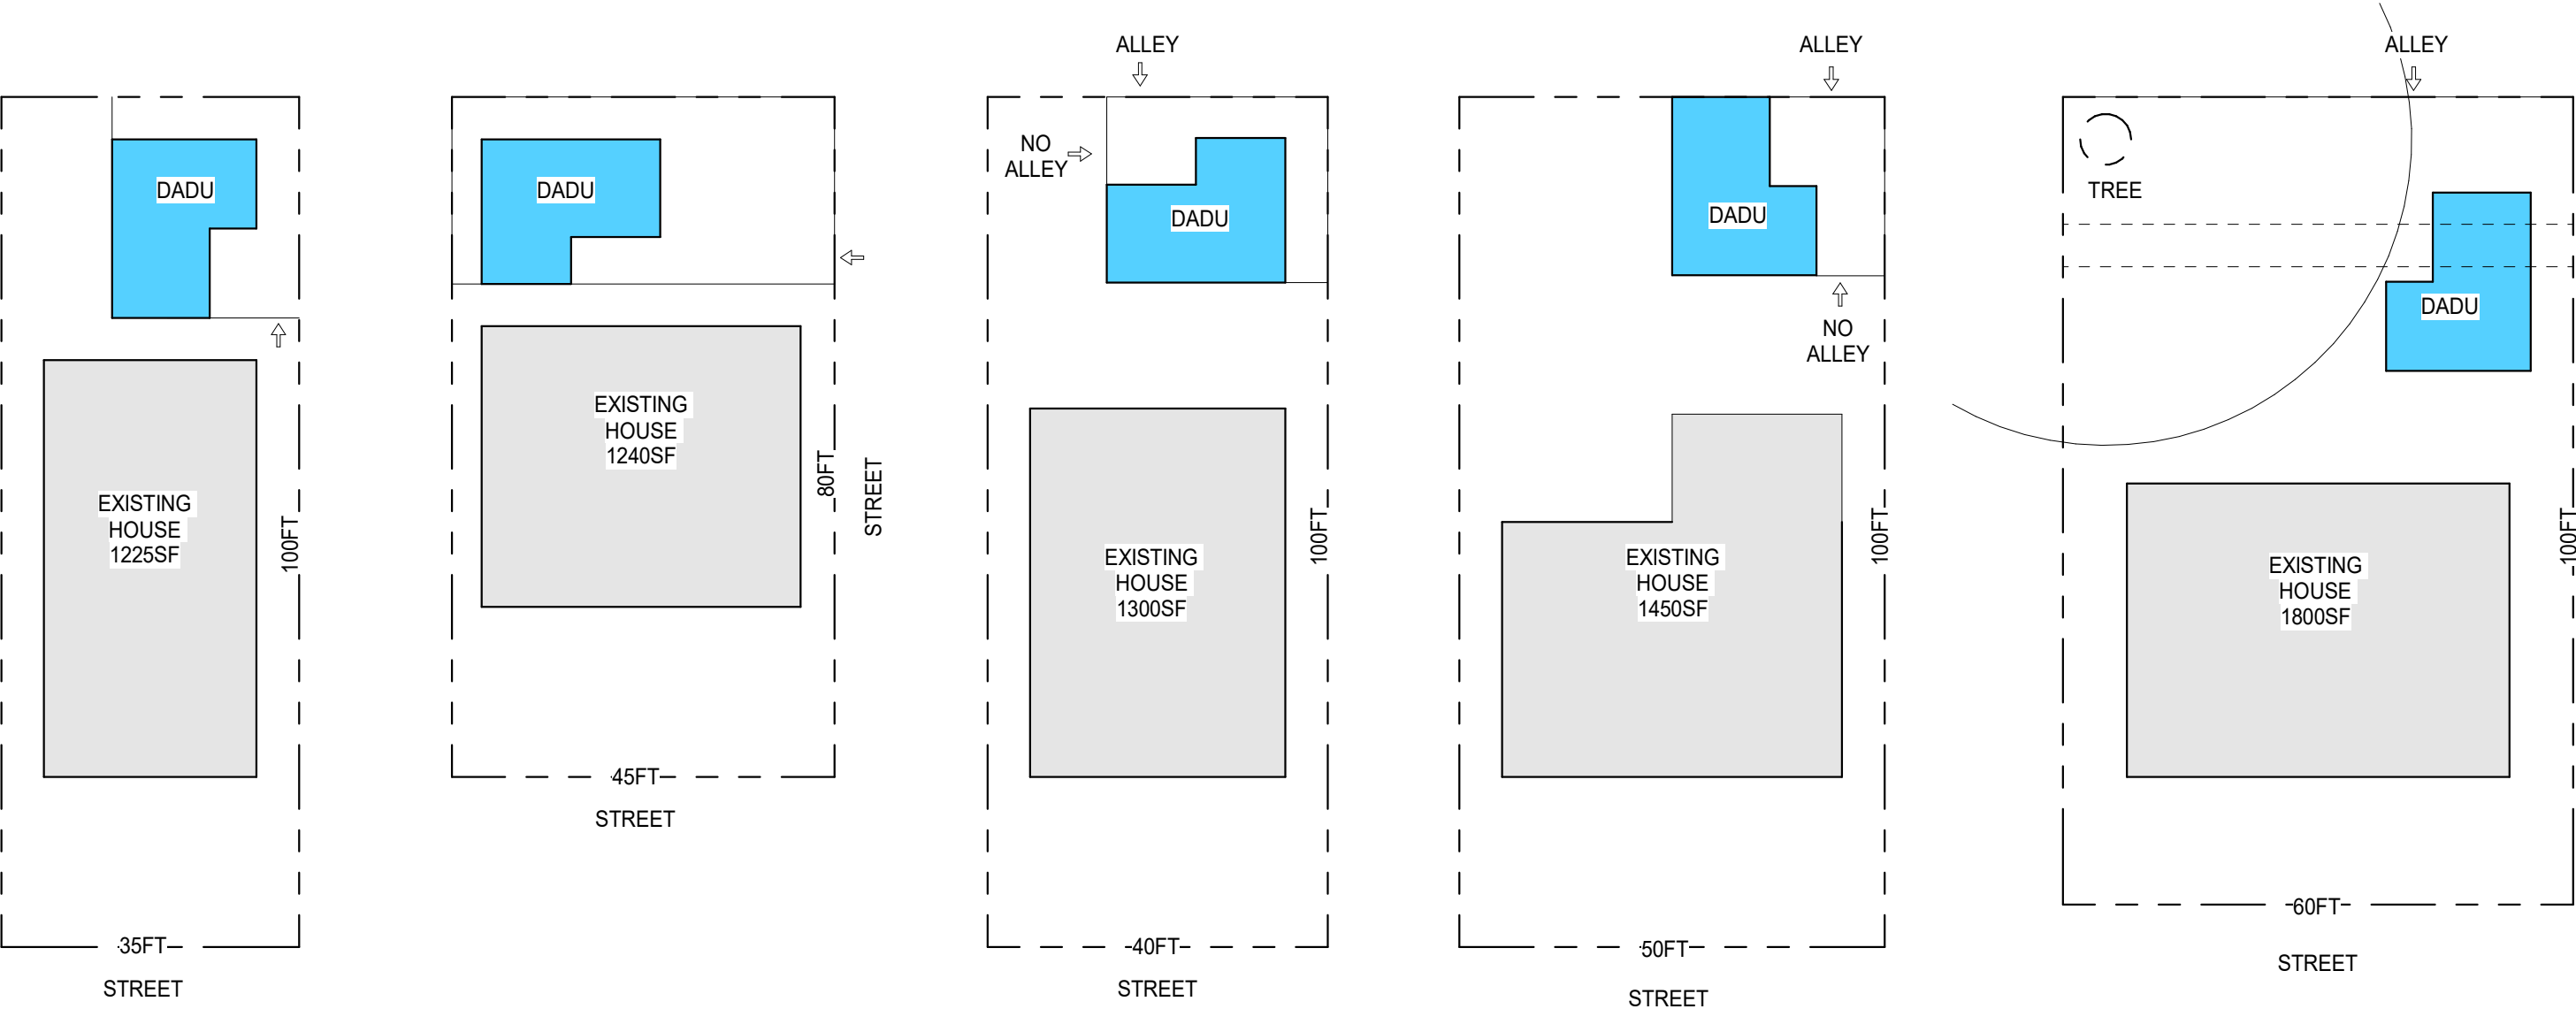 DADU
EXISTING
HOUSE
1225SF
100FT
35FT
STREET
DADU
EXISTING
HOUSE
1240SF
80FT
STREET
45FT
STREET
ALLEY
NO
ALLEY
DADU
EXISTING
HOUSE
1300SF
100FT
40FT
STREET
ALLEY
DADU
NO
ALLEY
EXISTING
HOUSE
1450SF
100FT
50FT
STREET
ALLEY
TREE
DADU
EXISTING
HOUSE
1800SF
100FT
60FT
STREET